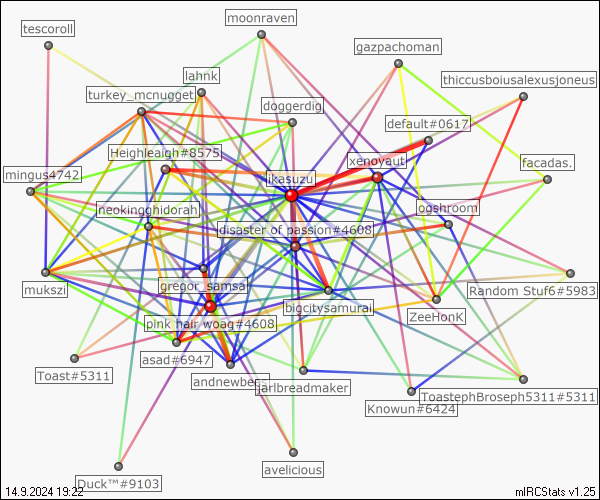 moonraven
tescoroll
gazpachoman
lahnk
thiccusboiusalexusjoneus
turkey_mcnugget
doggerdig
default#0617
Heighleaigh#8575
xenoyaut
mingus4742
ikasuzu
facadas.
neokingghidorah
ogshroom
disaster of passion#4608
mukszi
gregor_samsa
Random Stuf6#5983
bigcitysamurai
pink hair woag#4608
ZeeHonK
asad#6947
Toast#5311
andnewbec
jarlbreadmaker
ToastephBroseph5311#5311
Knowun#6424
avelicious
Duck™#9103
14.9.2024 19:22
mIRCStats v1.25